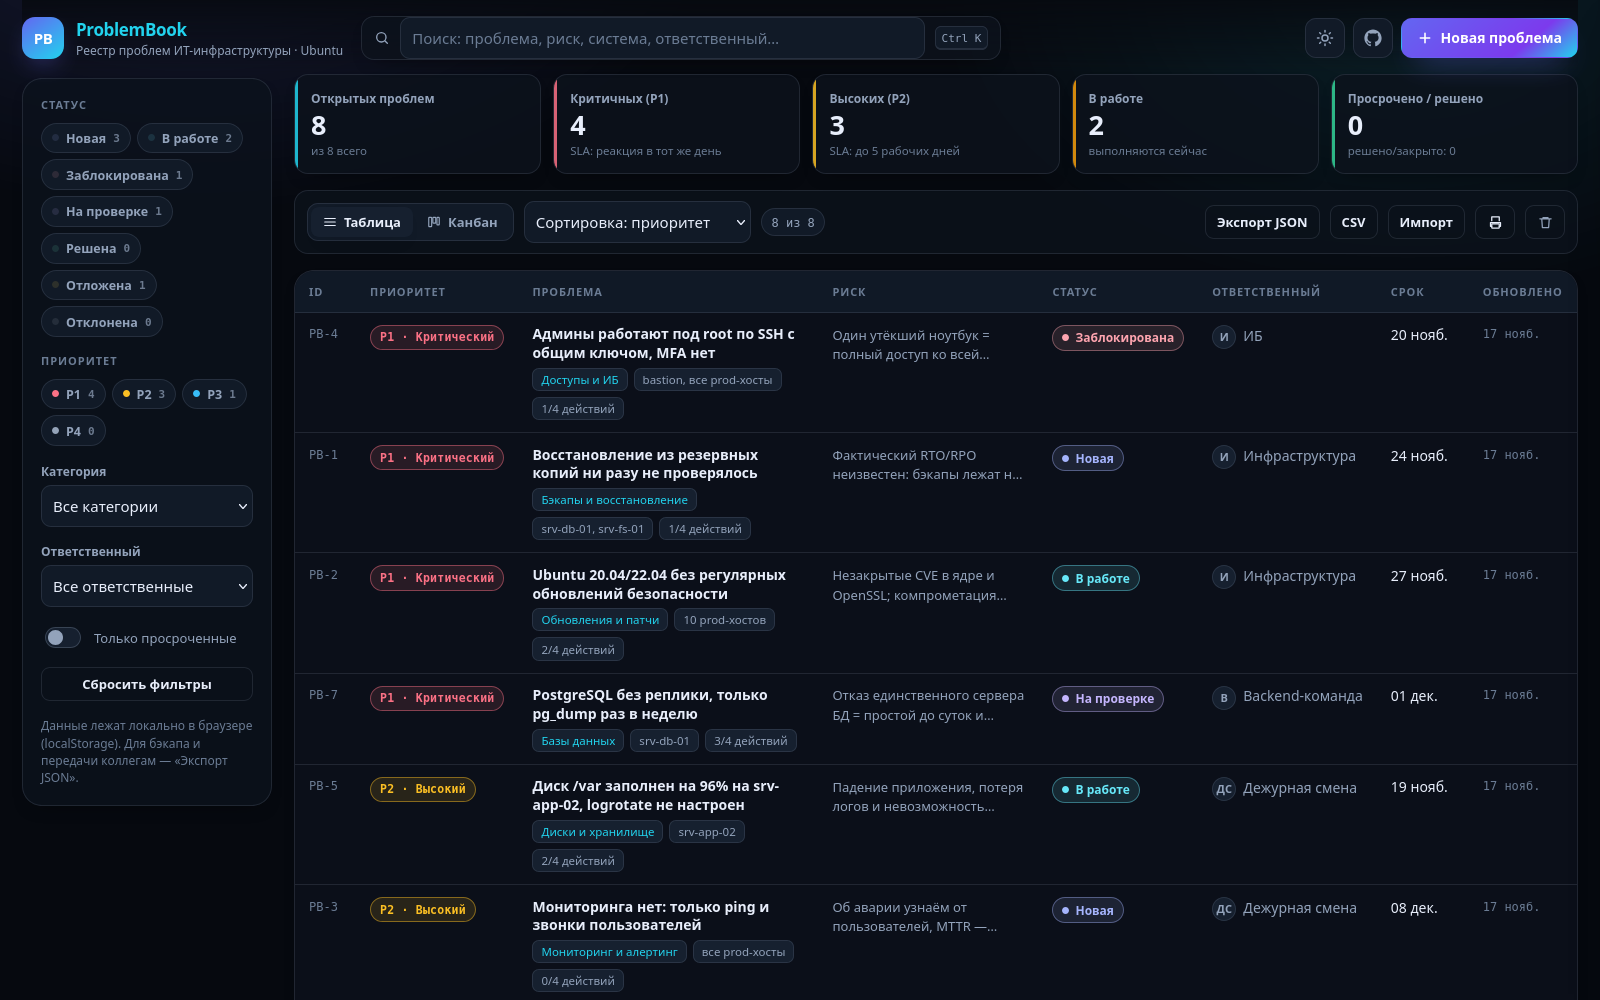 PB
ProblemBook
Реестр проблем ИТ-инфраструктуры · Ubuntu
Поиск: проблема, риск, система, ответственный...
Ctrl K
+ Новая проблема
СТАТУС
Новая 3
В работе 2
Заблокирована 1
На проверке 1
Решена 0
Отложена 1
Отклонена 0
ПРИОРИТЕТ
P1 4
P2 3
P3 1
P4 0
Категория
Все категории
Ответственный
Все ответственные
Только просроченные
Сбросить фильтры
Данные лежат локально в браузере
(localStorage). Для бэкапа и
передачи коллегам — «Экспорт
JSON».
Открытых проблем
8
из 8 всего
Критичных (P1)
4
SLA: реакция в тот же день
Высоких (P2)
3
SLA: до 5 рабочих дней
В работе
2
выполняются сейчас
Просрочено / решено
0
решено/закрыто: 0
Таблица
Канбан
Сортировка: приоритет
8 из 8
Экспорт JSON
CSV
Импорт
ID ПРИОРИТЕТ ПРОБЛЕМА РИСК СТАТУС ОТВЕТСТВЕННЫЙ СРОК ОБНОВЛЕНО
PB-4
P1 · Критический
Админы работают под root по SSH с
общим ключом, MFA нет
Доступы и ИБ
bastion, все prod-хосты
1/4 действий
Один утёкший ноутбук =
полный доступ ко всей...
Заблокирована
И ИБ
20 нояб.
17 нояб.
PB-1
P1 · Критический
Восстановление из резервных
копий ни разу не проверялось
Бэкапы и восстановление
srv-db-01, srv-fs-01
1/4 действий
Фактический RTO/RPO
неизвестен: бэкапы лежат н...
Новая
И Инфраструктура
24 нояб.
17 нояб.
PB-2
P1 · Критический
Ubuntu 20.04/22.04 без регулярных
обновлений безопасности
Обновления и патчи
10 prod-хостов
2/4 действий
Незакрытые CVE в ядре и
OpenSSL; компрометация...
В работе
И Инфраструктура
27 нояб.
17 нояб.
PB-7
P1 · Критический
PostgreSQL без реплики, только
pg_dump раз в неделю
Базы данных
srv-db-01
3/4 действий
Отказ единственного сервера
БД = простой до суток и...
На проверке
B Backend-команда
01 дек.
17 нояб.
PB-5
P2 · Высокий
Диск /var заполнен на 96% на srv-
app-02, logrotate не настроен
Диски и хранилище
srv-app-02
2/4 действий
Падение приложения, потеря
логов и невозможность...
В работе
ДС Дежурная смена
19 нояб.
17 нояб.
PB-3
P2 · Высокий
Мониторинга нет: только ping и
звонки пользователей
Мониторинг и алертинг
все prod-хосты
0/4 действий
Об аварии узнаём от
пользователей, MTTR —...
Новая
ДС Дежурная смена
08 дек.
17 нояб.